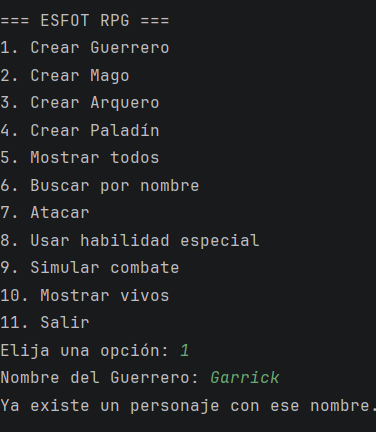 === ESFOT RPG ===
1. Crear Guerrero
2. Crear Mago
3. Crear Arquero
4. Crear Paladín
5. Mostrar todos
6. Buscar por nombre
7. Atacar
8. Usar habilidad especial
9. Simular combate
10. Mostrar vivos
11. Salir
Elija una opción: 1
Nombre del Guerrero: Garrick
Ya existe un personaje con ese nombre.